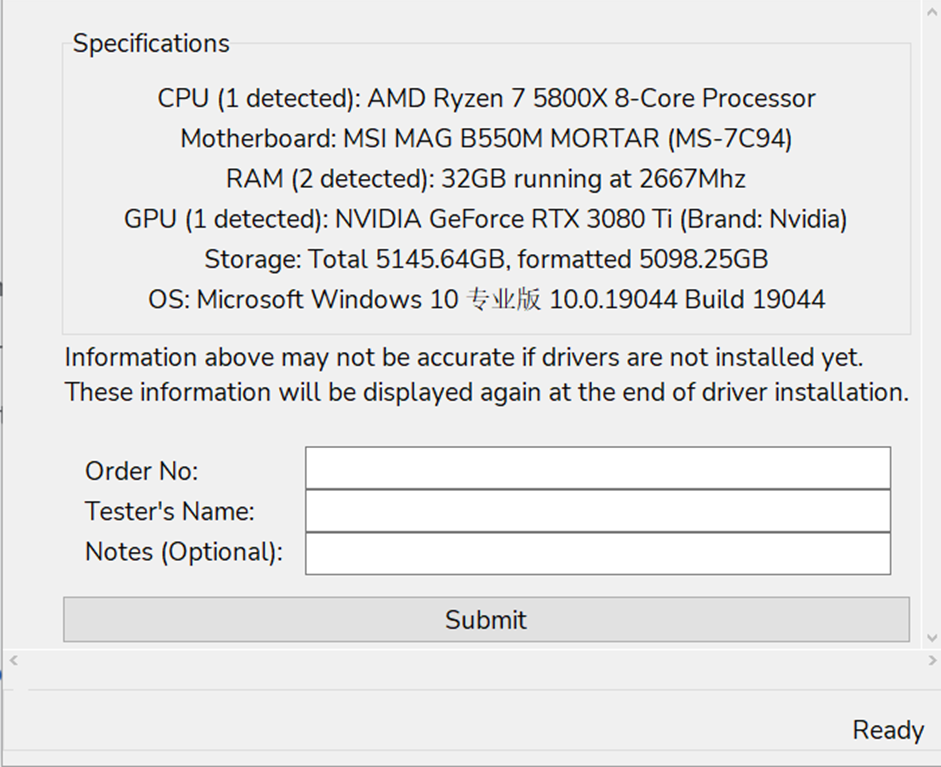 Specifications
CPU (1 detected): AMD Ryzen 7 5800X 8-Core Processor
Motherboard: MSI MAG B550M MORTAR (MS-7C94)
RAM (2 detected): 32GB running at 2667Mhz
GPU (1 detected): NVIDIA GeForce RTX 3080 Ti (Brand: Nvidia)
Storage: Total 5145.64GB, formatted 5098.25GB
OS: Microsoft Windows 10 专业版 10.0.19044 Build 19044
Information above may not be accurate if drivers are not installed yet.
These information will be displayed again at the end of driver installation.
Order No:
Tester's Name:
Notes (Optional):
Submit
Ready